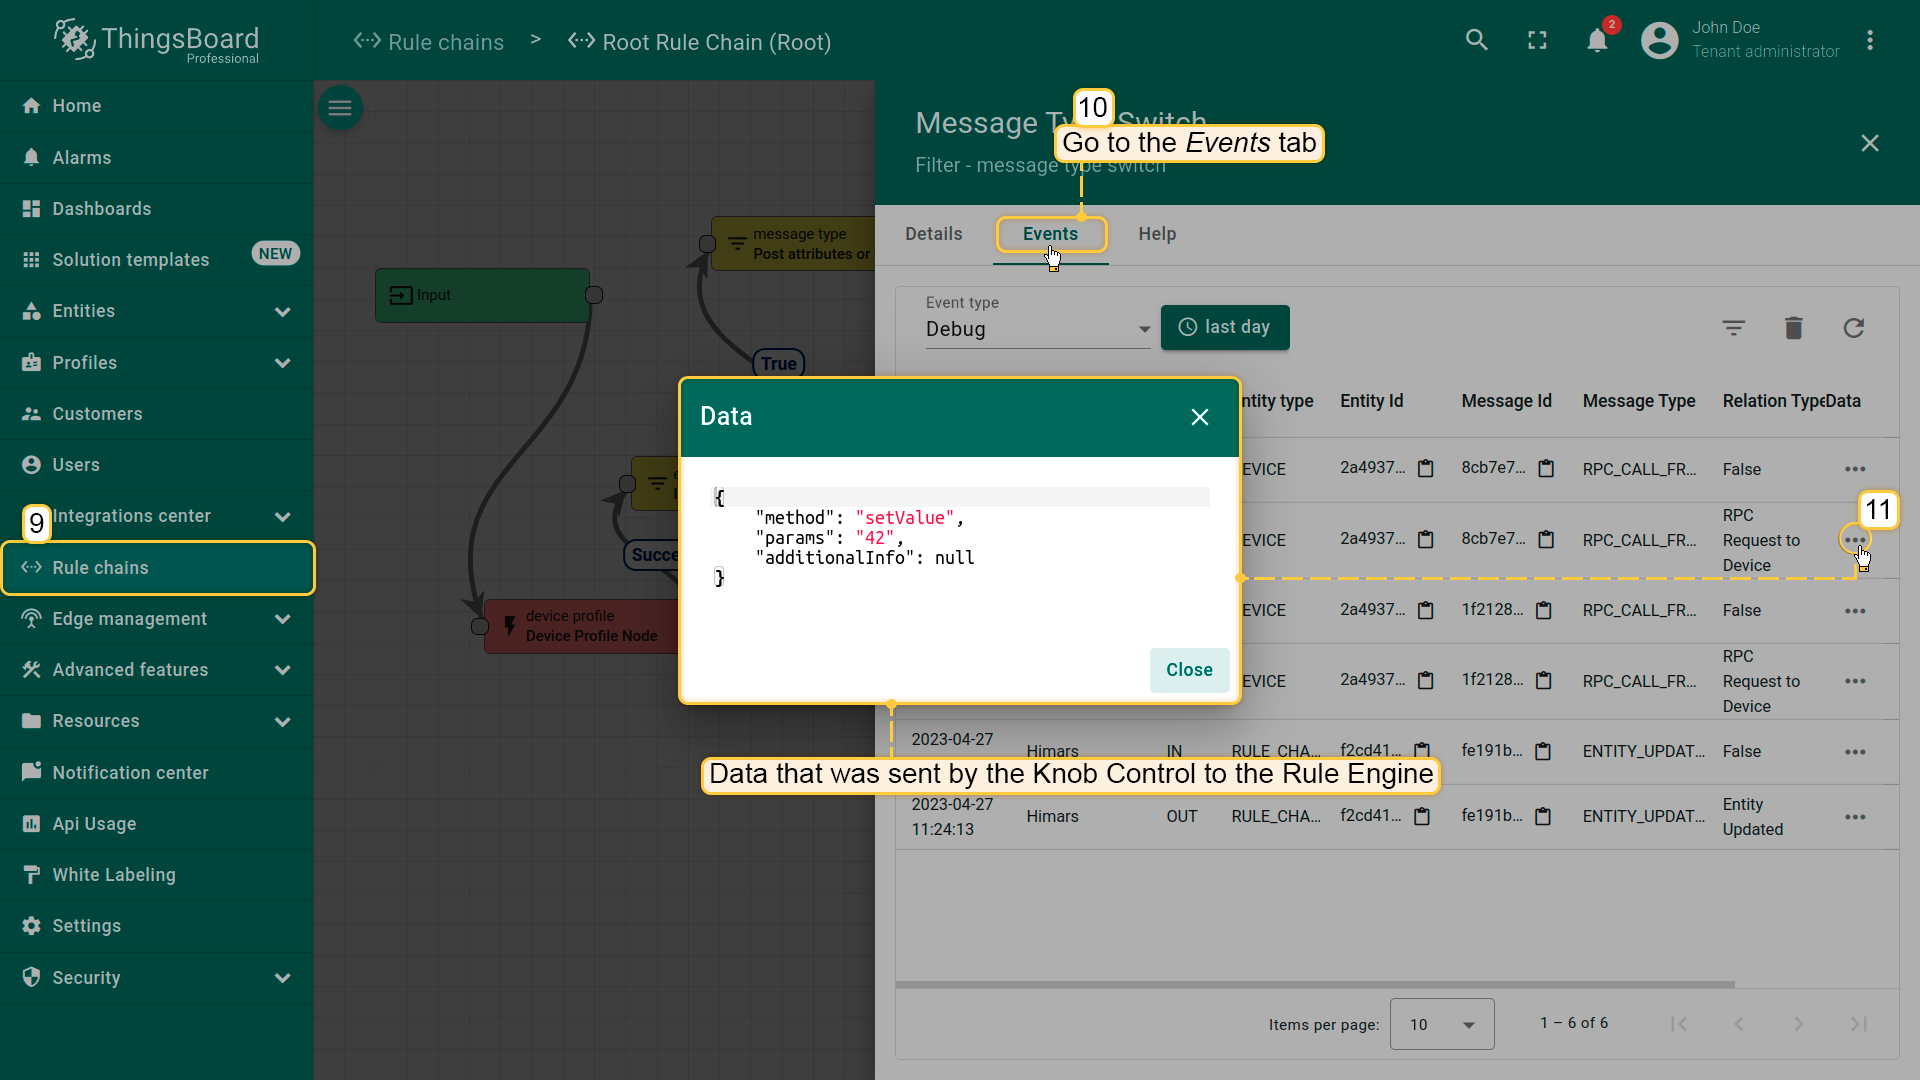 ThingsBoard
Professional
Rule chains > Root Rule Chain (Root)
2
John Doe
Tenant administrator
Home
Alarms
Dashboards
Solution templates NEW
Entities
Profiles
Customers
Users
Integrations center
9
Rule chains
Edge management
Advanced features
Resources
Notification center
Api Usage
White Labeling
Settings
Security
Input
message type
Post attributes or
True
Succe
device profile
Device Profile Node
Message Ty Switch
10
Go to the Events tab
Filter - message type switch
Details Events Help
Event type
Debug
last day
ntity type Entity Id Message Id Message Type Relation Type Data
EVICE 2a4937... 8cb7e7... RPC_CALL_FR... False ...
11
EVICE 2a4937... 8cb7e7... RPC_CALL_FR... RPC Request to Device ...
EVICE 2a4937... 1f2128... RPC_CALL_FR... False ...
EVICE 2a4937... 1f2128... RPC_CALL_FR... RPC Request to Device ...
2023-04-27 Himars IN RULE_CHA... f2cd41... fe191b... ENTITY_UPDAT... False ...
2023-04-27 11:24:13 Himars OUT RULE_CHA... f2cd41... fe191b... ENTITY_UPDAT... Entity Updated ...
Data
{
"method": "setValue",
"params": "42",
"additionalInfo": null
}
Close
Data that was sent by the Knob Control to the Rule Engine
Items per page: 10 1 – 6 of 6